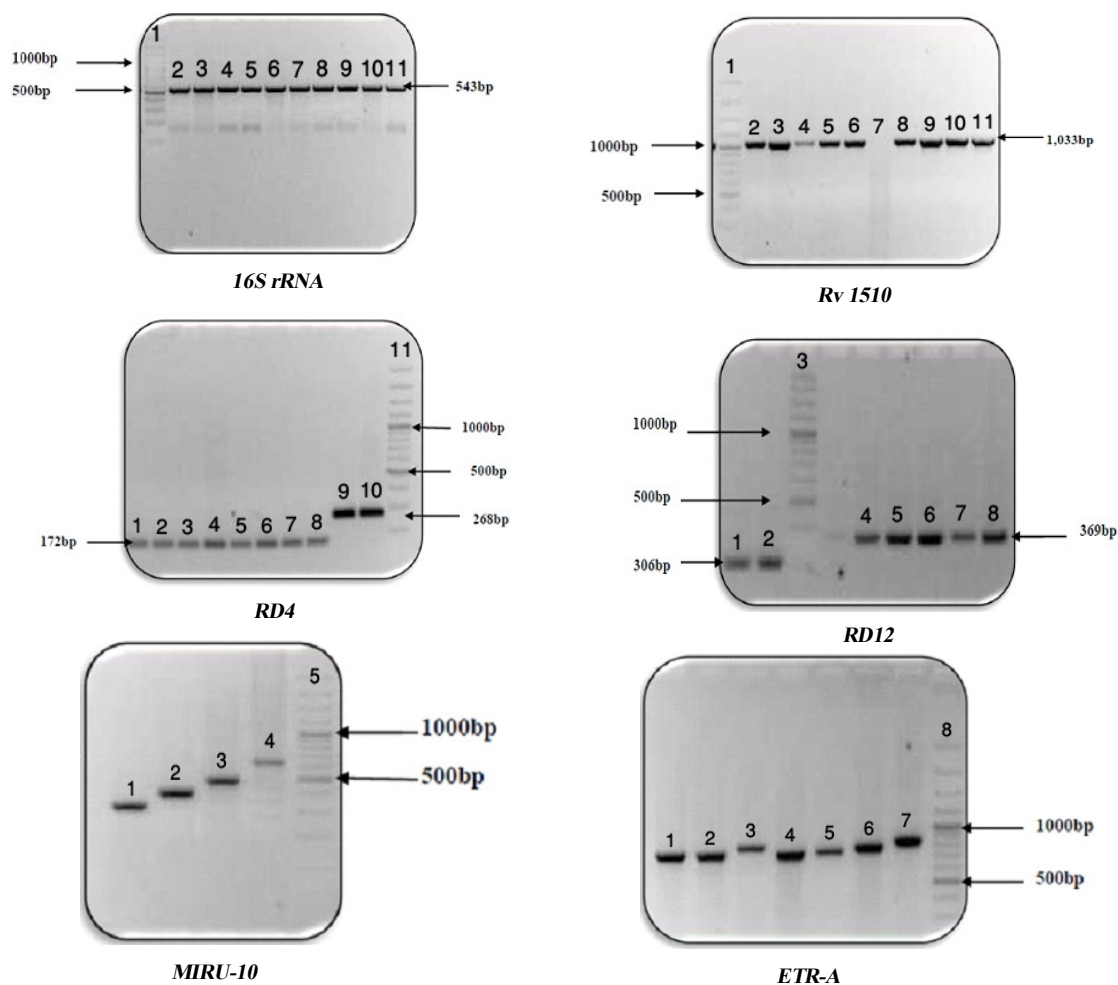 1
1000bp
2 3 4 5 6 7 8 9 10 11
500bp
543bp
16S rRNA
1
2 3 4 5 6 7 8 9 10 11
1,033bp
1000bp
500bp
Rv 1510
11
1000bp
500bp
9 10
268bp
1 2 3 4 5 6 7 8
172bp
RD4
3
1000bp
500bp
4 5 6 7 8
369bp
1 2
306bp
RD12
5
1000bp
4
500bp
3
2
1
MIRU-10
8
1000bp
1 2 3 4 5 6 7
500bp
ETR-A